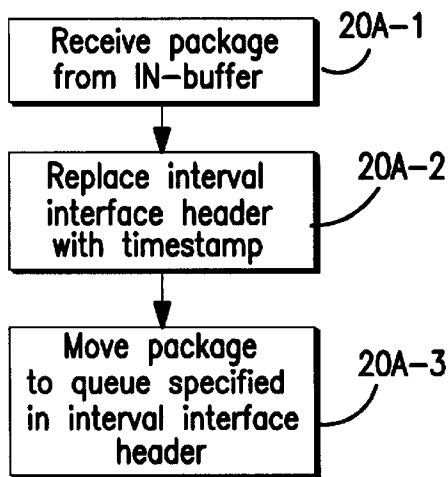 Receive package
from IN-buffer
20A-1
Replace interval
interface header
with timestamp
20A-2
Move package
to queue specified
in interval interface
header
20A-3